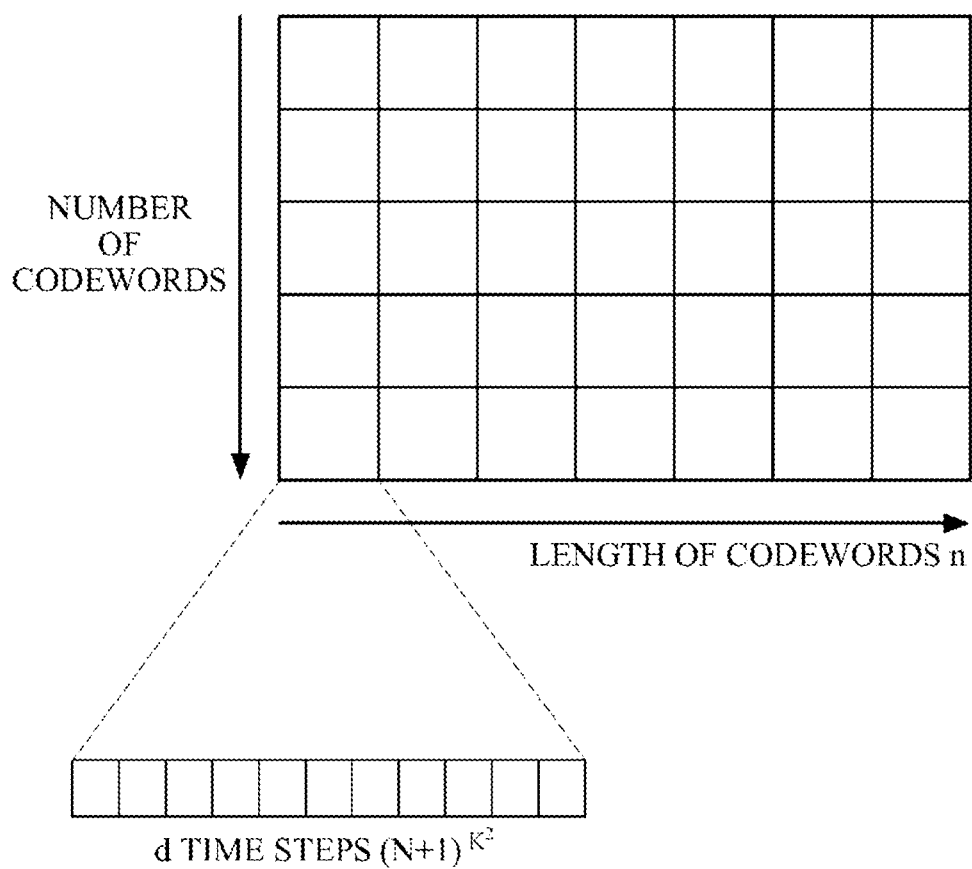 NUMBER
OF
CODEWORDS
LENGTH OF CODEWORDS n
d TIME STEPS (N+1)^K²